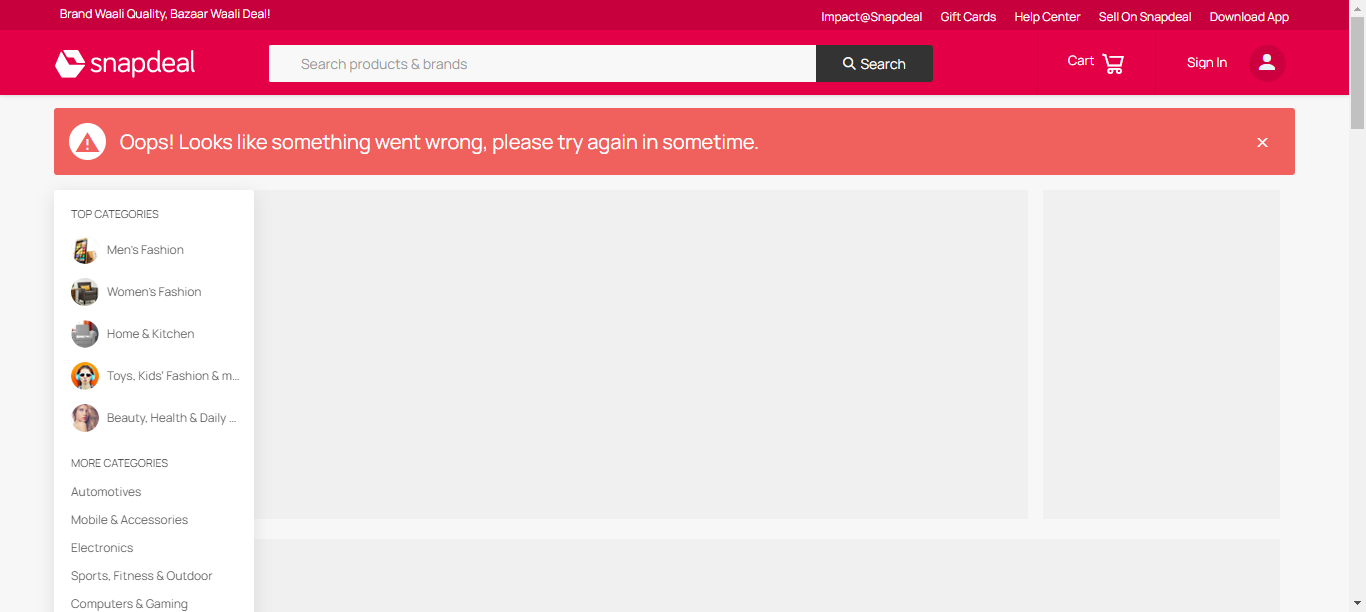 Brand Waali Quality, Bazaar Waali Deal!
Impact@Snapdeal Gift Cards Help Center Sell On Snapdeal Download App
snapdeal
Search products & brands
Search
Cart
Sign In
Oops! Looks like something went wrong, please try again in sometime.
TOP CATEGORIES
Men's Fashion
Women's Fashion
Home & Kitchen
Toys, Kids' Fashion & m...
Beauty, Health & Daily ...
MORE CATEGORIES
Automotives
Mobile & Accessories
Electronics
Sports, Fitness & Outdoor
Computers & Gaming